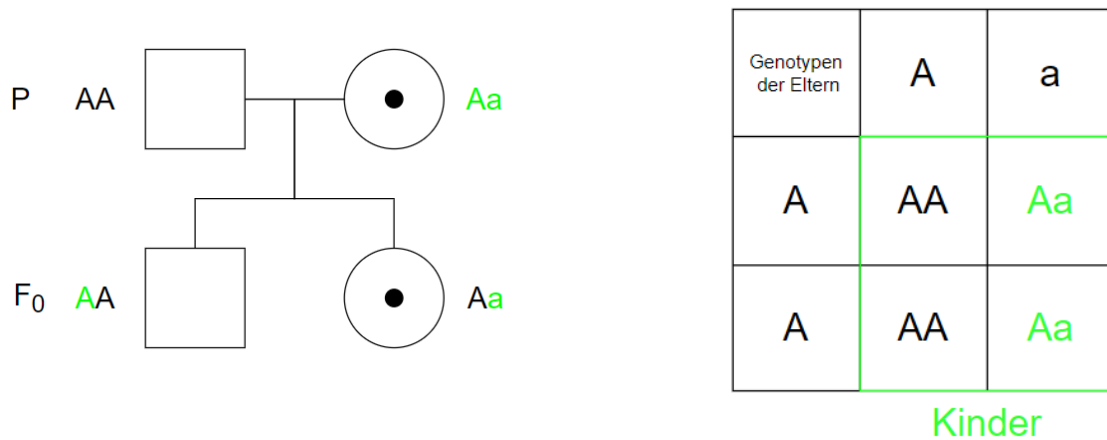 P AA Aa
F0 AA Aa
Genotypen
der Eltern
A a
A AA Aa
A AA Aa
Kinder